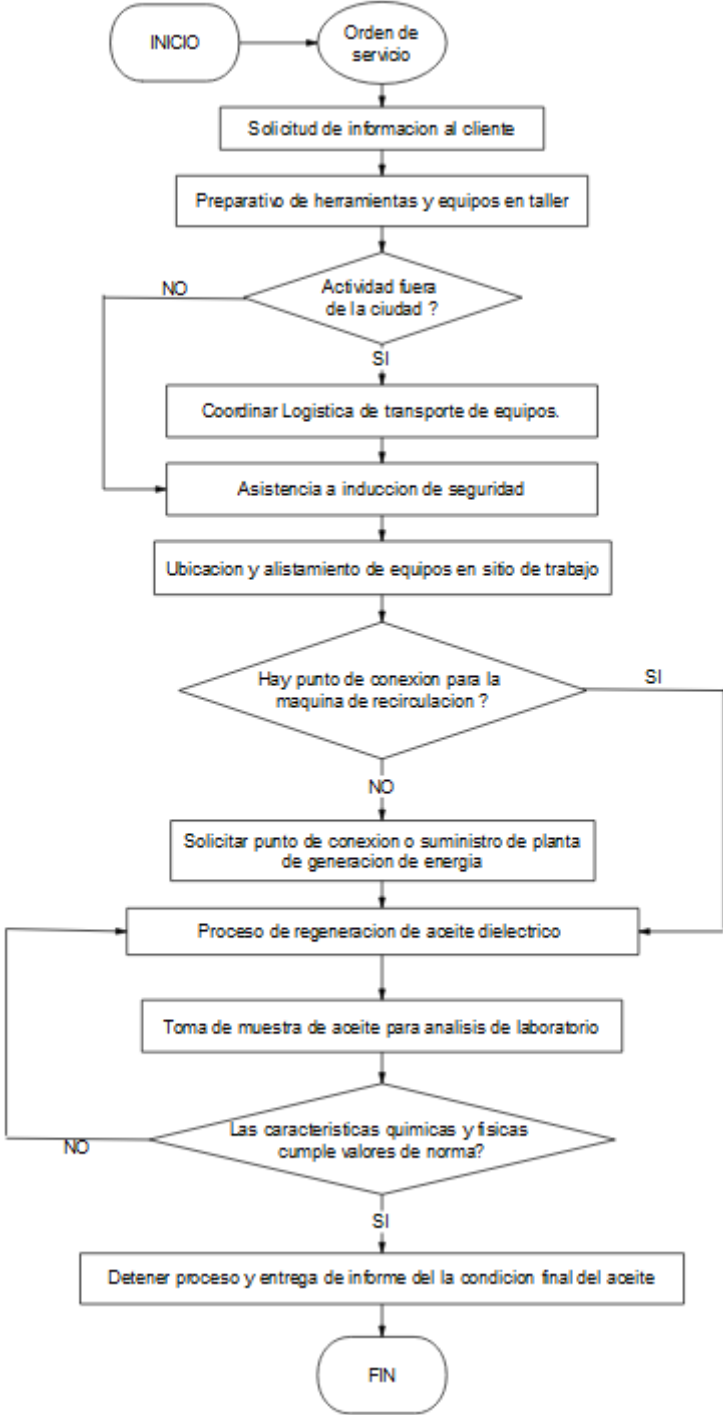 INICIO
Orden de
servicio
Solicitud de informacion al cliente
Preparativo de herramientas y equipos en taller
NO
Actividad fuera
de la ciudad ?
SI
Coordinar Logistica de transporte de equipos.
Asistencia a induccion de seguridad
Ubicacion y alistamiento de equipos en sitio de trabajo
Hay punto de conexion para la
maquina de recirculacion ?
SI
NO
Solicitar punto de conexion o suministro de planta
de generacion de energia
Proceso de regeneracion de aceite dielectrico
Toma de muestra de aceite para analisis de laboratorio
Las caracteristicas quimicas y fisicas
cumple valores de norma?
NO
SI
Detener proceso y entrega de informe del la condicion final del aceite
FIN